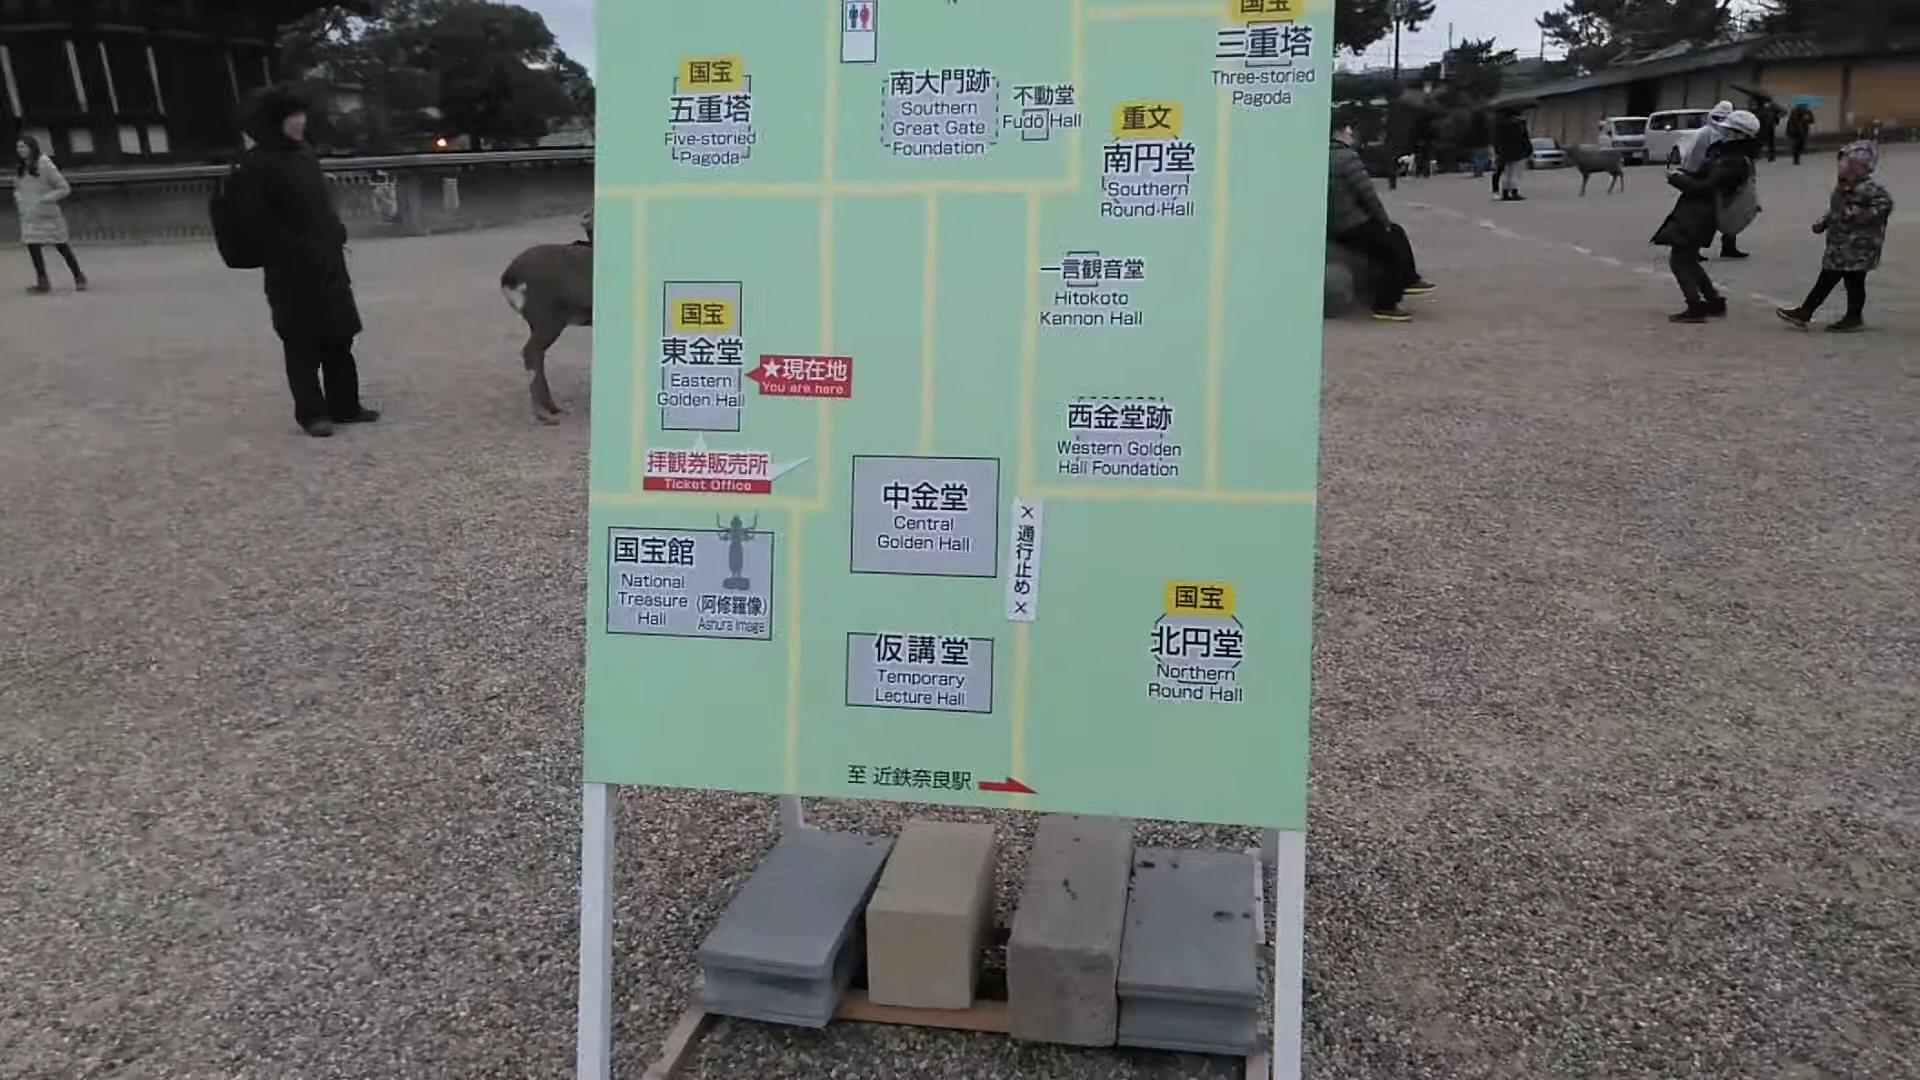 国宝
五重塔
Five-storied
Pagoda
南大門跡
Southern
Great Gate
Foundation
不動堂
Fudo Hall
国宝
三重塔
Three-storied
Pagoda
重文
南円堂
Southern
Round Hall
一言観音堂
Hitokoto
Kannon Hall
国宝
東金堂
Eastern
Golden Hall
★現在地
You are here.
拝観券販売所
Ticket Office
西金堂跡
Western Golden
Hall Foundation
中金堂
Central
Golden Hall
×通行止め×
国宝館
National
Treasure
Hall
(阿修羅像)
Ashura Image
仮講堂
Temporary
Lecture Hall
国宝
北円堂
Northern
Round Hall
至 近鉄奈良駅